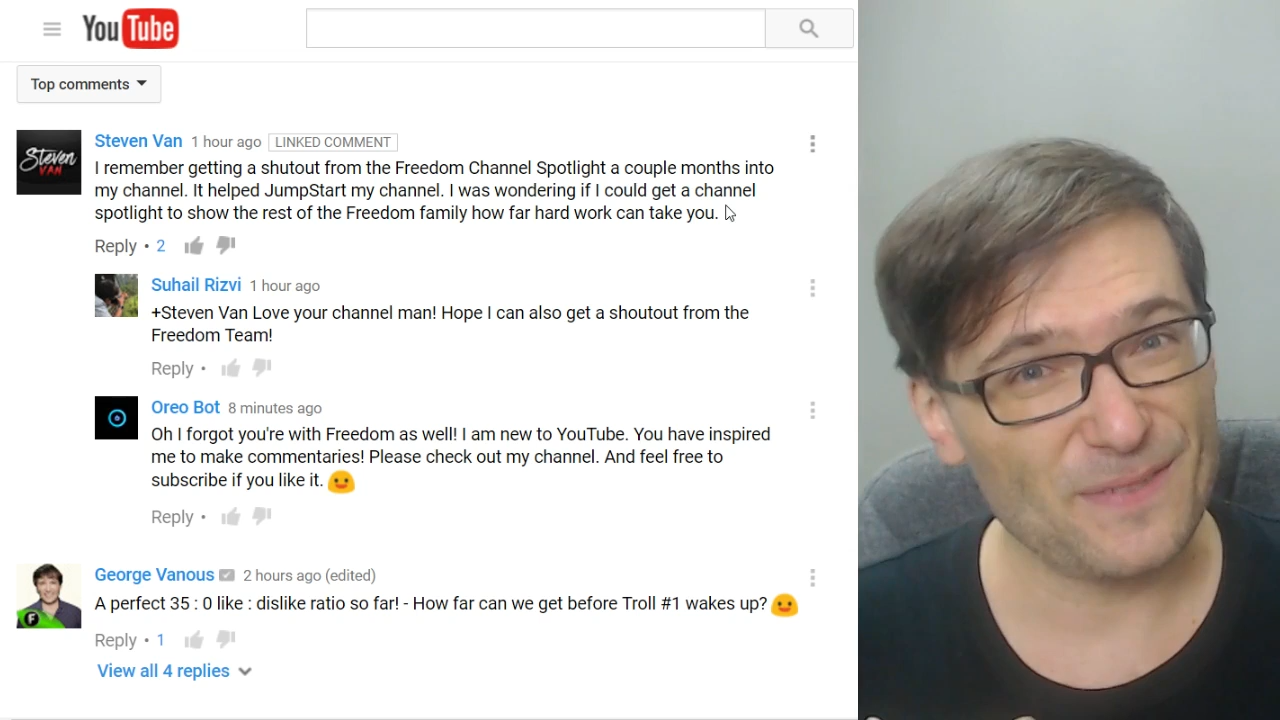 YouTube
Top comments
Steven Van 1 hour ago LINKED COMMENT
Steven VAN
I remember getting a shutout from the Freedom Channel Spotlight a couple months into
my channel. It helped JumpStart my channel. I was wondering if I could get a channel
spotlight to show the rest of the Freedom family how far hard work can take you.
Reply • 2
Suhail Rizvi 1 hour ago
+Steven Van Love your channel man! Hope I can also get a shoutout from the
Freedom Team!
Reply •
Oreo Bot 8 minutes ago
Oh I forgot you're with Freedom as well! I am new to YouTube. You have inspired
me to make commentaries! Please check out my channel. And feel free to
subscribe if you like it.
Reply •
George Vanous 2 hours ago (edited)
F
A perfect 35 : 0 like : dislike ratio so far! - How far can we get before Troll #1 wakes up?
Reply • 1
View all 4 replies